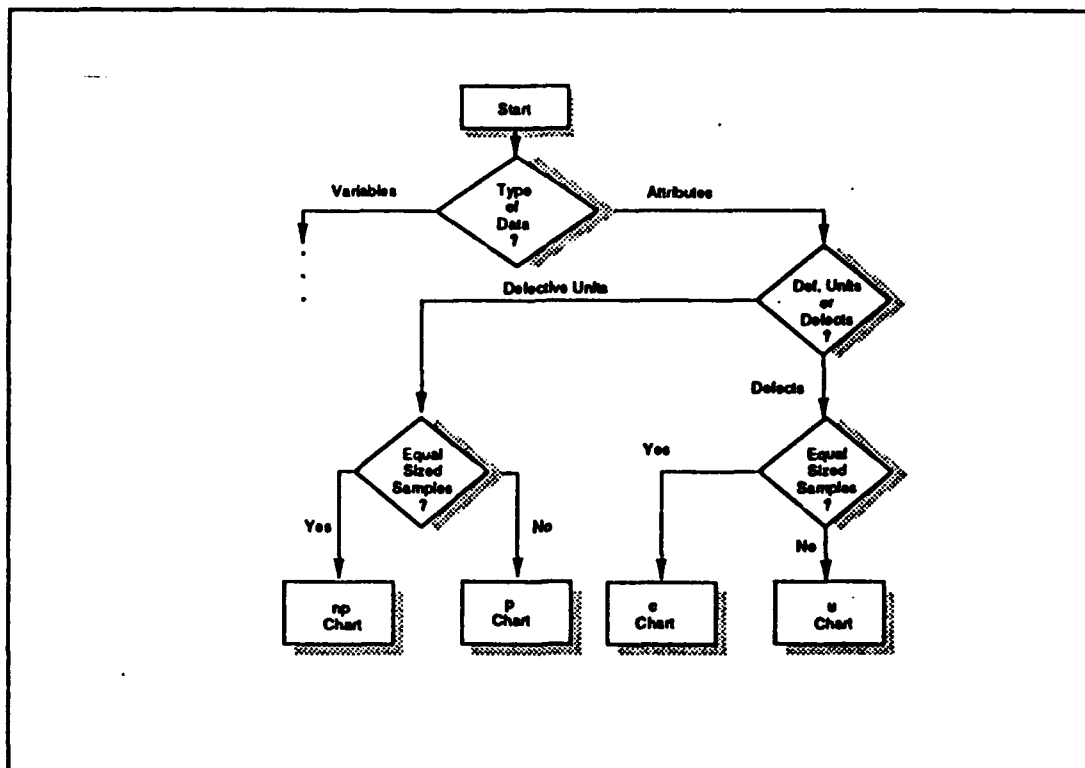 Start
Variables
Type
of
Data
?
Attributes
Defective Units
Def. Units
or
Defects
?
Defects
Equal
Sized
Samples
?
Yes
No
Yes
Equal
Sized
Samples
?
No
np
Chart
p
Chart
c
Chart
u
Chart